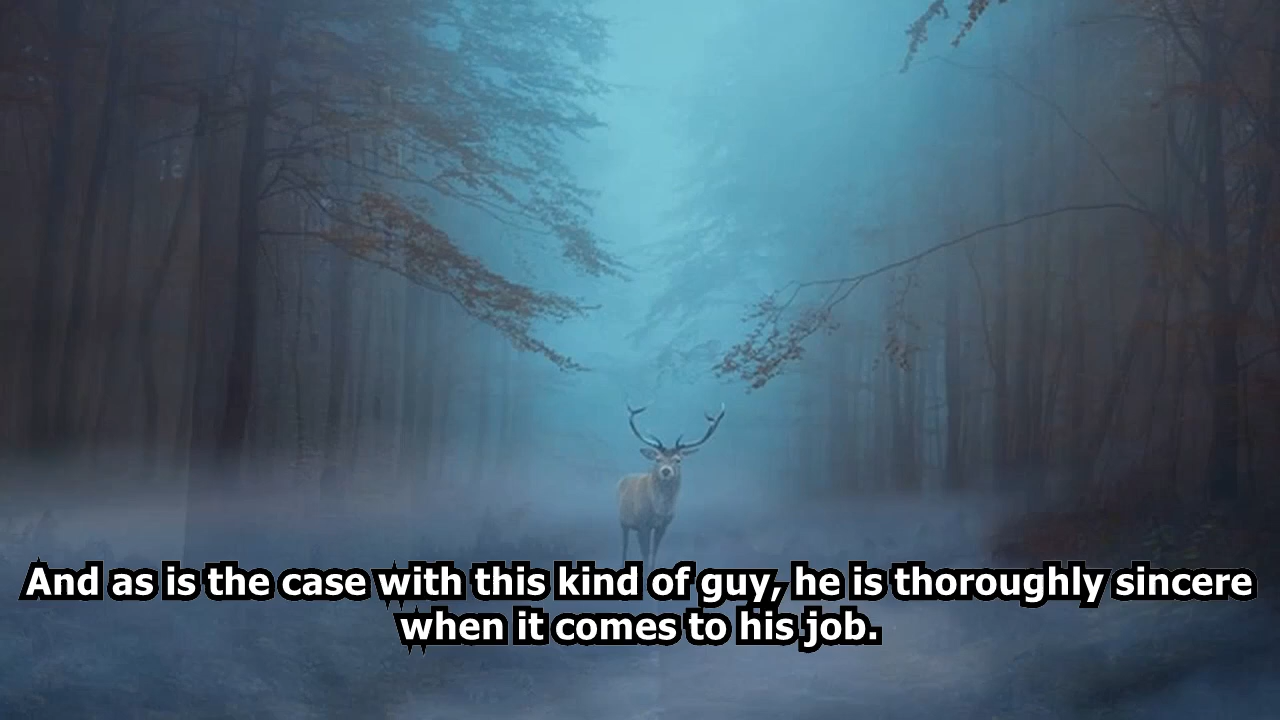 And as is the case with this kind of guy, he is thoroughly sincere
when it comes to his job.